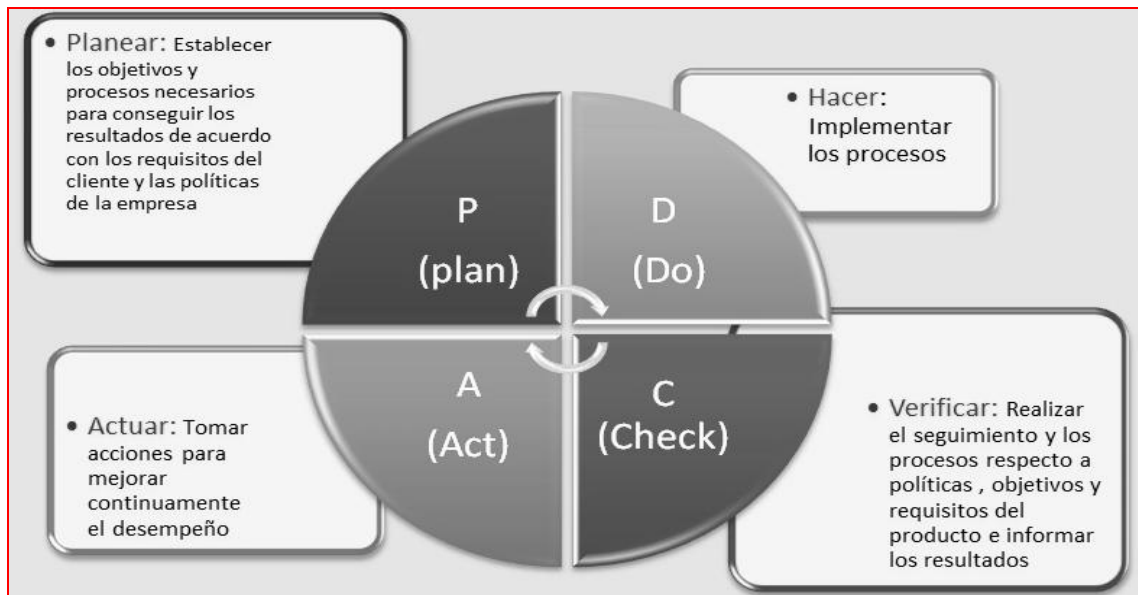 • Planear: Establecer
los objetivos y
procesos necesarios
para conseguir los
resultados de acuerdo
con los requisitos del
cliente y las políticas
de la empresa
• Hacer:
Implementar
los procesos
P
(plan)
D
(Do)
A
(Act)
C
(Check)
• Actuar: Tomar
acciones para
mejorar
continuamente
el desempeño
• Verificar: Realizar
el seguimiento y los
procesos respecto a
políticas , objetivos y
requisitos del
producto e informar
los resultados